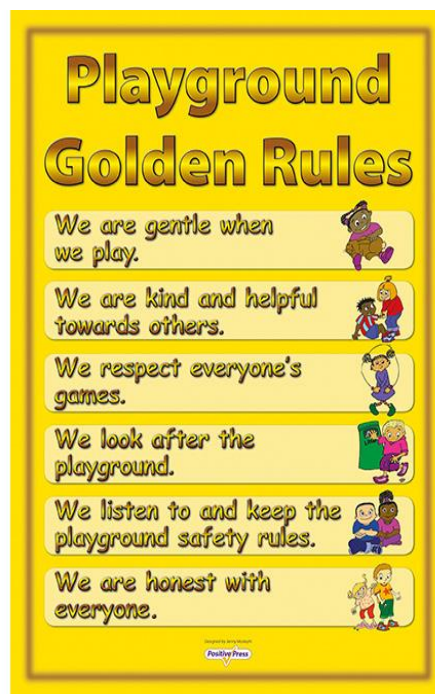 Playground
Golden Rules
We are gentle when
we play.
We are kind and helpful
towards others.
We respect everyone's
games.
We look after the
playground.
We listen to and keep the
playground safety rules.
We are honest with
everyone.
Positive Press